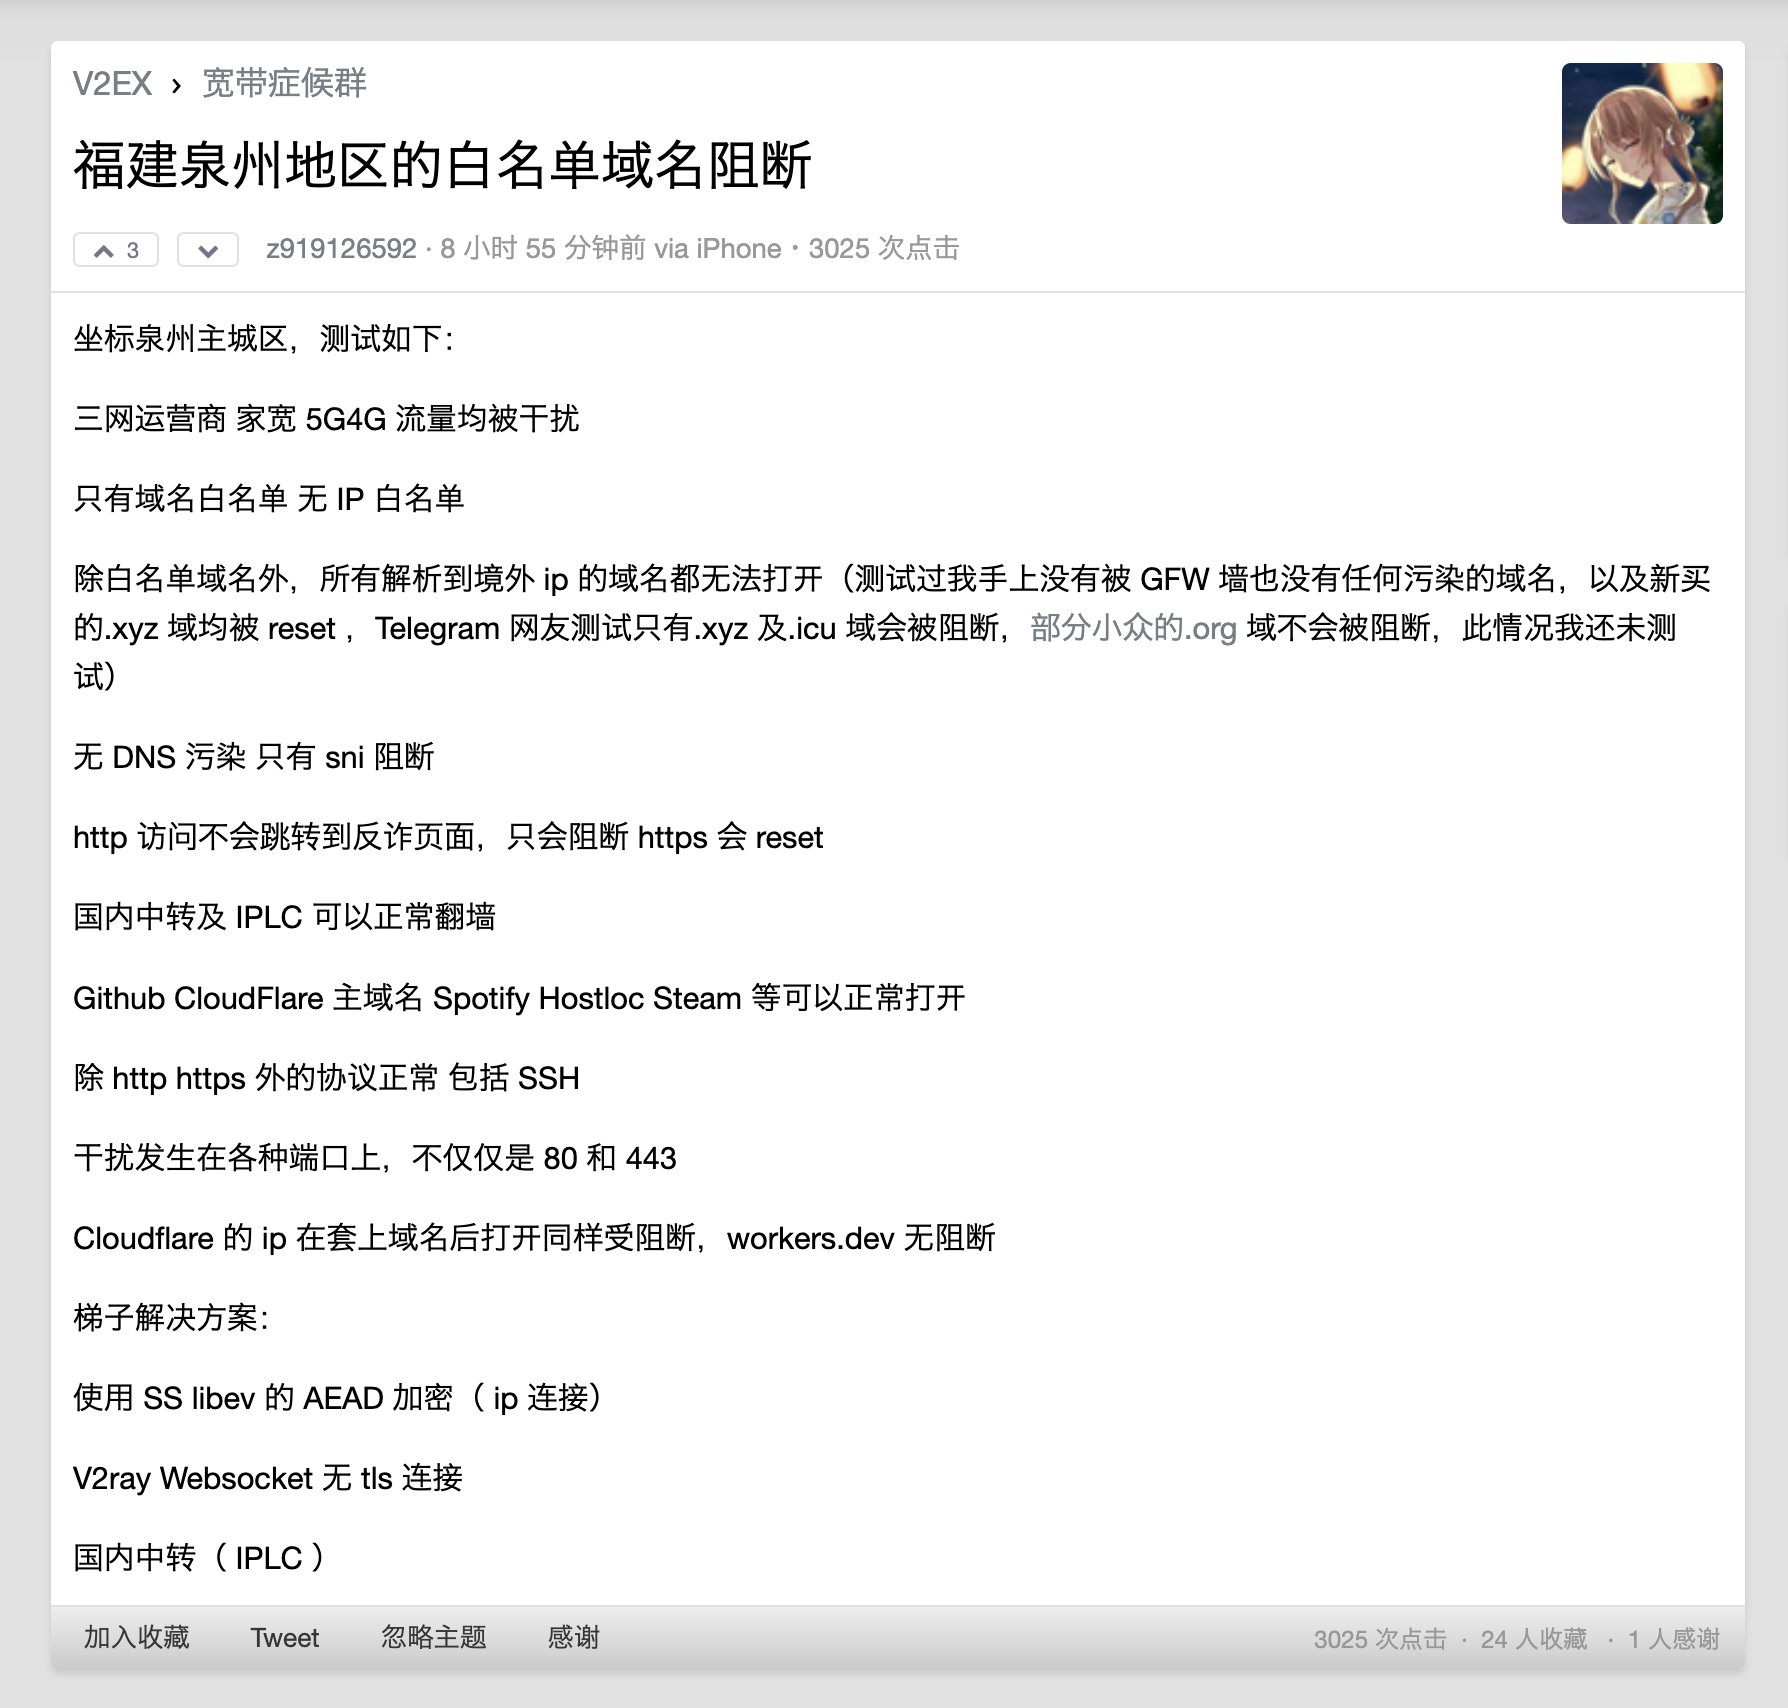 V2EX › 宽带症候群
福建泉州地区的白名单域名阻断
3 z919126592 · 8 小时 55 分钟前 via iPhone · 3025 次点击
坐标泉州主城区，测试如下：
三网运营商 家宽 5G4G 流量均被干扰
只有域名白名单 无 IP 白名单
除白名单域名外，所有解析到境外 ip 的域名都无法打开（测试过我手上没有被 GFW 墙也没有任何污染的域名，以及新买
的.xyz 域均被 reset ，Telegram 网友测试只有.xyz 及.icu 域会被阻断，部分小众的.org 域不会被阻断，此情况我还未测
试）
无 DNS 污染 只有 sni 阻断
http 访问不会跳转到反诈页面，只会阻断 https 会 reset
国内中转及 IPLC 可以正常翻墙
Github CloudFlare 主域名 Spotify Hostloc Steam 等可以正常打开
除 http https 外的协议正常 包括 SSH
干扰发生在各种端口上，不仅仅是 80 和 443
Cloudflare 的 ip 在套上域名后打开同样受阻断，workers.dev 无阻断
梯子解决方案：
使用 SS libev 的 AEAD 加密（ ip 连接）
V2ray Websocket 无 tls 连接
国内中转（ IPLC ）
加入收藏 Tweet 忽略主题 感谢 3025 次点击 · 24 人收藏 · 1 人感谢